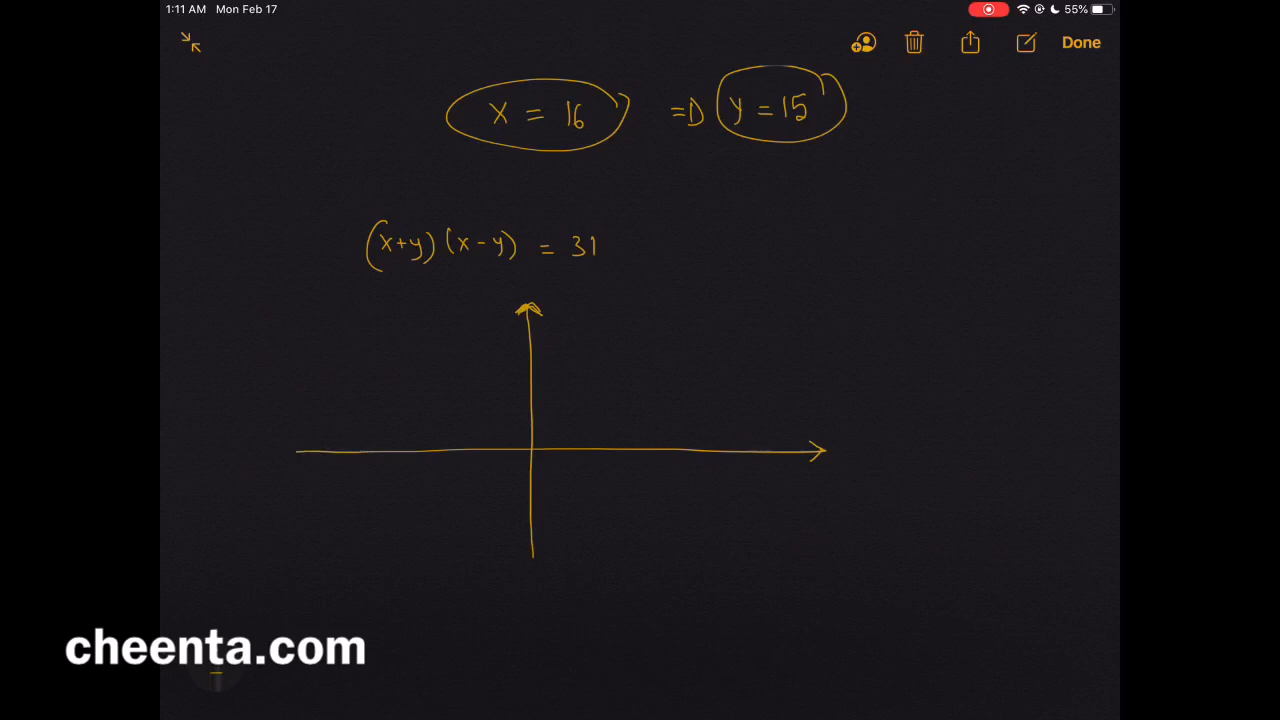 1:11 AM Mon Feb 17 55%
Done
x = 16 => y = 15
(x+y)(x-y) = 31
cheenta.com